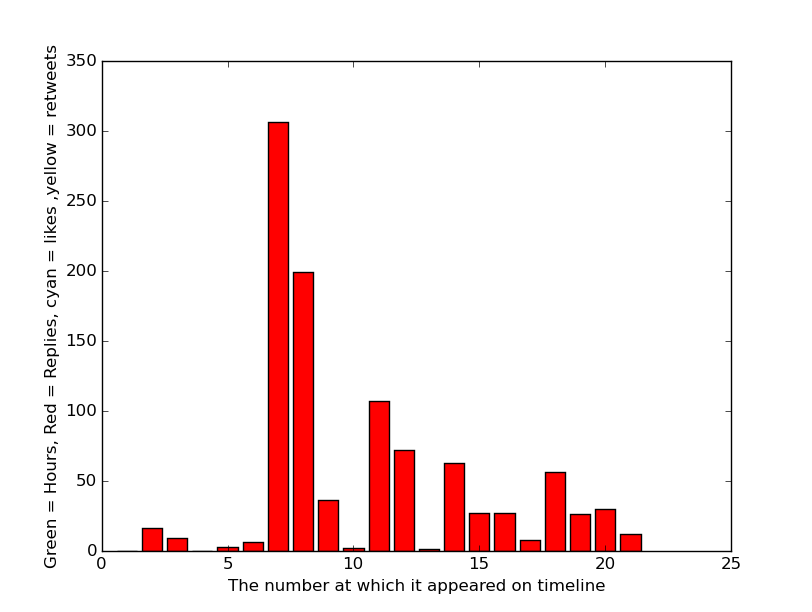 Green = Hours, Red = Replies, cyan = likes ,yellow = retweets
350
300
250
200
150
100
50
0
0 5 10 15 20 25
The number at which it appeared on timeline